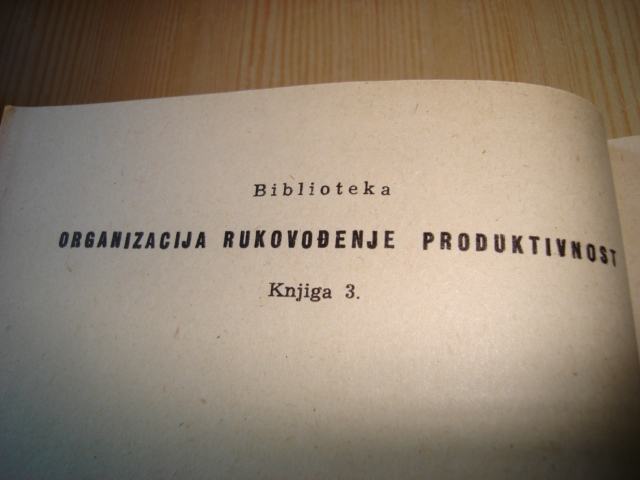 Biblioteka
ORGANIZACIJA RUKOVOĐENJE PRODUKTIVNOST
Knjiga 3.